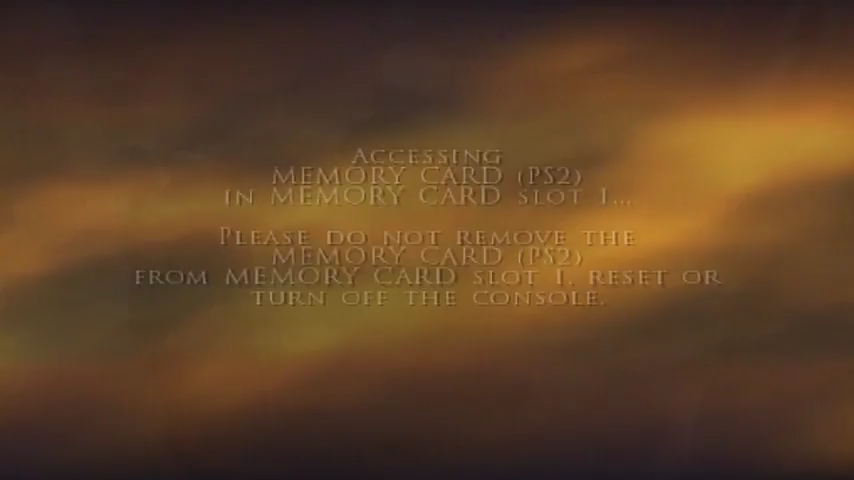 Accessing
MEMORY CARD (PS2)
in MEMORY CARD slot 1...
Please do not remove the
MEMORY CARD (PS2)
from MEMORY CARD slot 1, reset or
turn off the console.